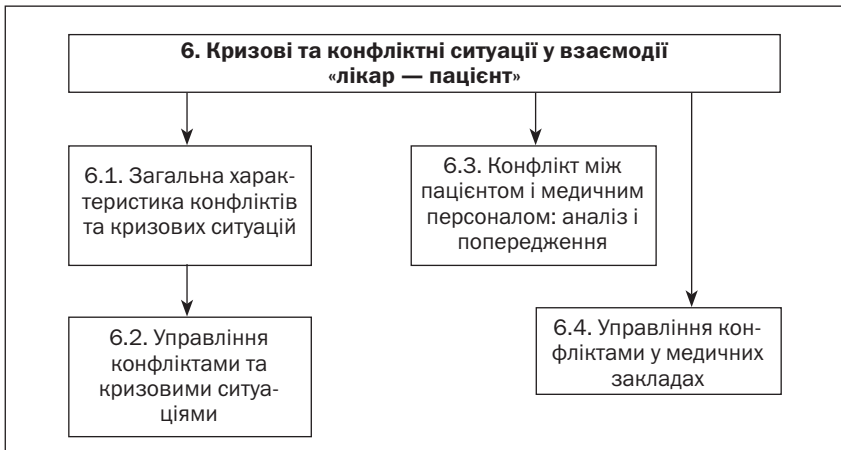 6. Кризові та конфліктні ситуації у взаємодії
«лікар — пацієнт»
6.1. Загальна харак-
теристика конфліктів
та кризових ситуацій
6.2. Управління
конфліктами та
кризовими ситуа-
ціями
6.3. Конфлікт між
пацієнтом і медичним
персоналом: аналіз і
попередження
6.4. Управління кон-
фліктами у медичних
закладах